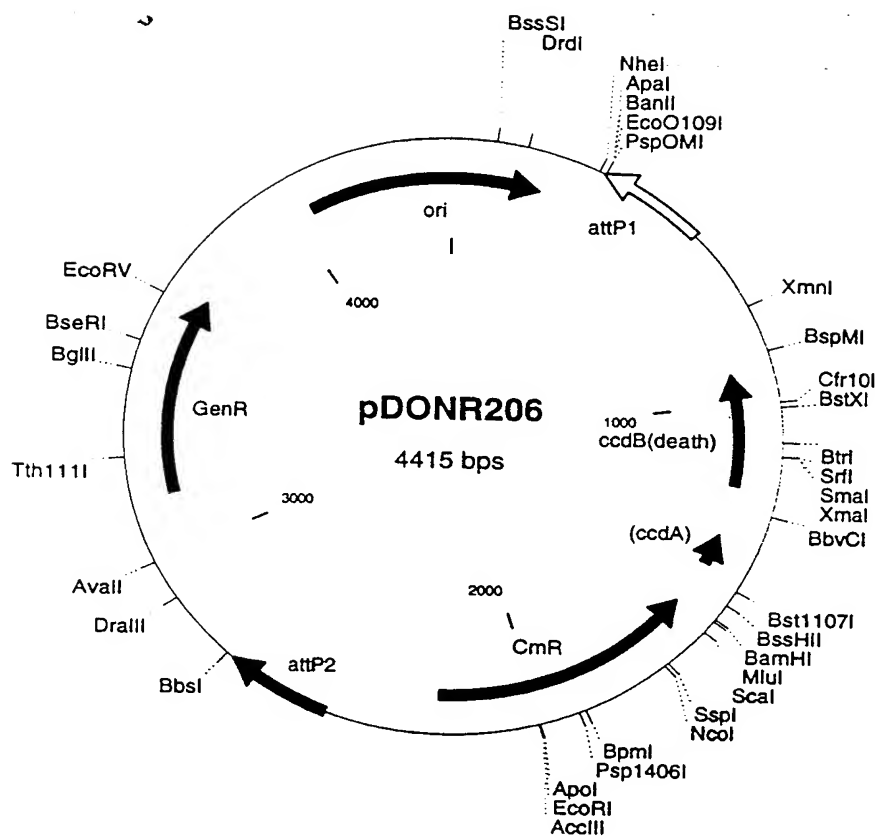 BssSI
DrdI
NheI
ApaI
BanII
EcoO109I
PspOMI
attP1
XmnI
BspMI
Cfr10I
BstXI
BtrI
SrfI
SmaI
XmaI
BbvCI
Bst1107I
BssHII
BamHI
MluI
ScaI
SspI
NcoI
BpmI
Psp1406I
ApoI
EcoRI
AccIII
BbsI
DraIII
AvaII
Tth111I
BglII
BseRI
EcoRV
ori
I
4000
GenR
pDONR206
4415 bps
1000
ccdB(death)
(ccdA)
3000
2000
CmR
attP2